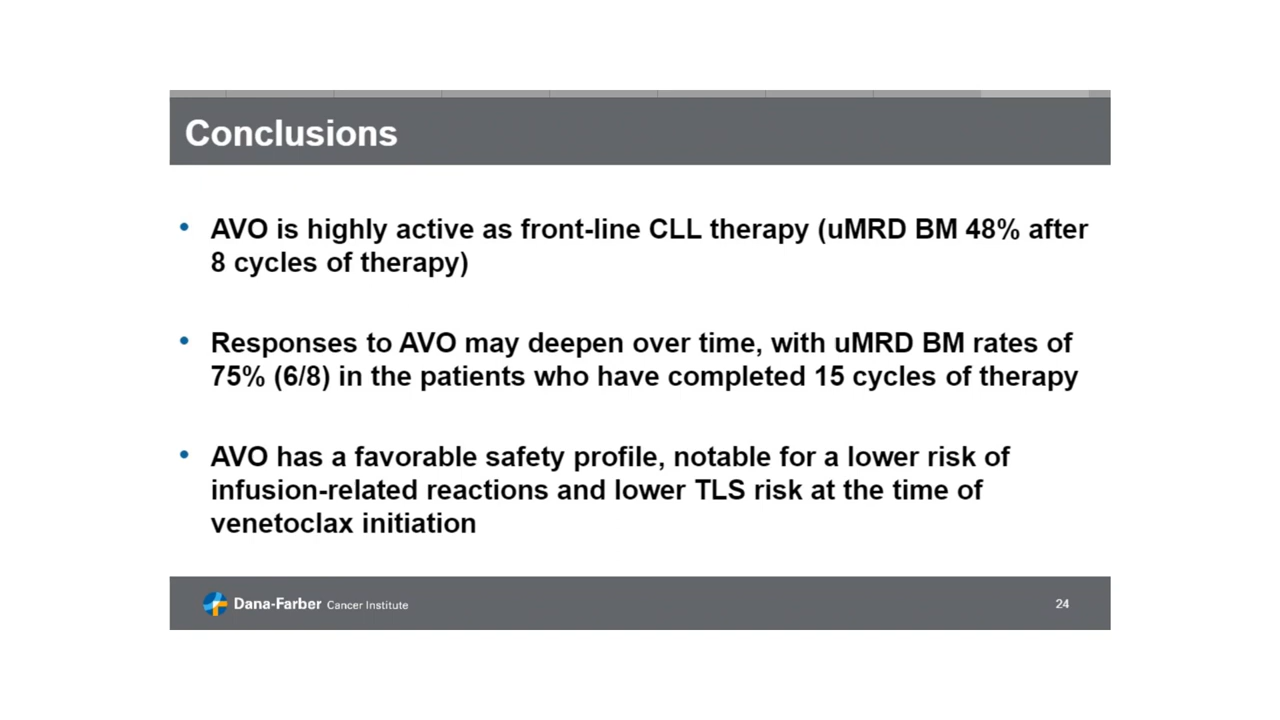 Conclusions
• AVO is highly active as front-line CLL therapy (uMRD BM 48% after
8 cycles of therapy)
• Responses to AVO may deepen over time, with uMRD BM rates of
75% (6/8) in the patients who have completed 15 cycles of therapy
• AVO has a favorable safety profile, notable for a lower risk of
infusion-related reactions and lower TLS risk at the time of
venetoclax initiation
Dana-Farber Cancer Institute
24